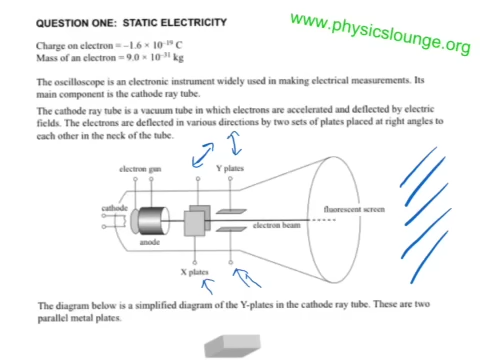 www.physicslounge.org
QUESTION ONE: STATIC ELECTRICITY
Charge on electron = –1.6 × 10⁻¹⁹ C
Mass of an electron = 9.0 × 10⁻³¹ kg
The oscilloscope is an electronic instrument widely used in making electrical measurements. Its
main component is the cathode ray tube.
The cathode ray tube is a vacuum tube in which electrons are accelerated and deflected by electric
fields. The electrons are deflected in various directions by two sets of plates placed at right angles to
each other in the neck of the tube.
electron gun
Y plates
cathode
fluorescent screen
electron beam
anode
X plates
The diagram below is a simplified diagram of the Y-plates in the cathode ray tube. These are two
parallel metal plates.